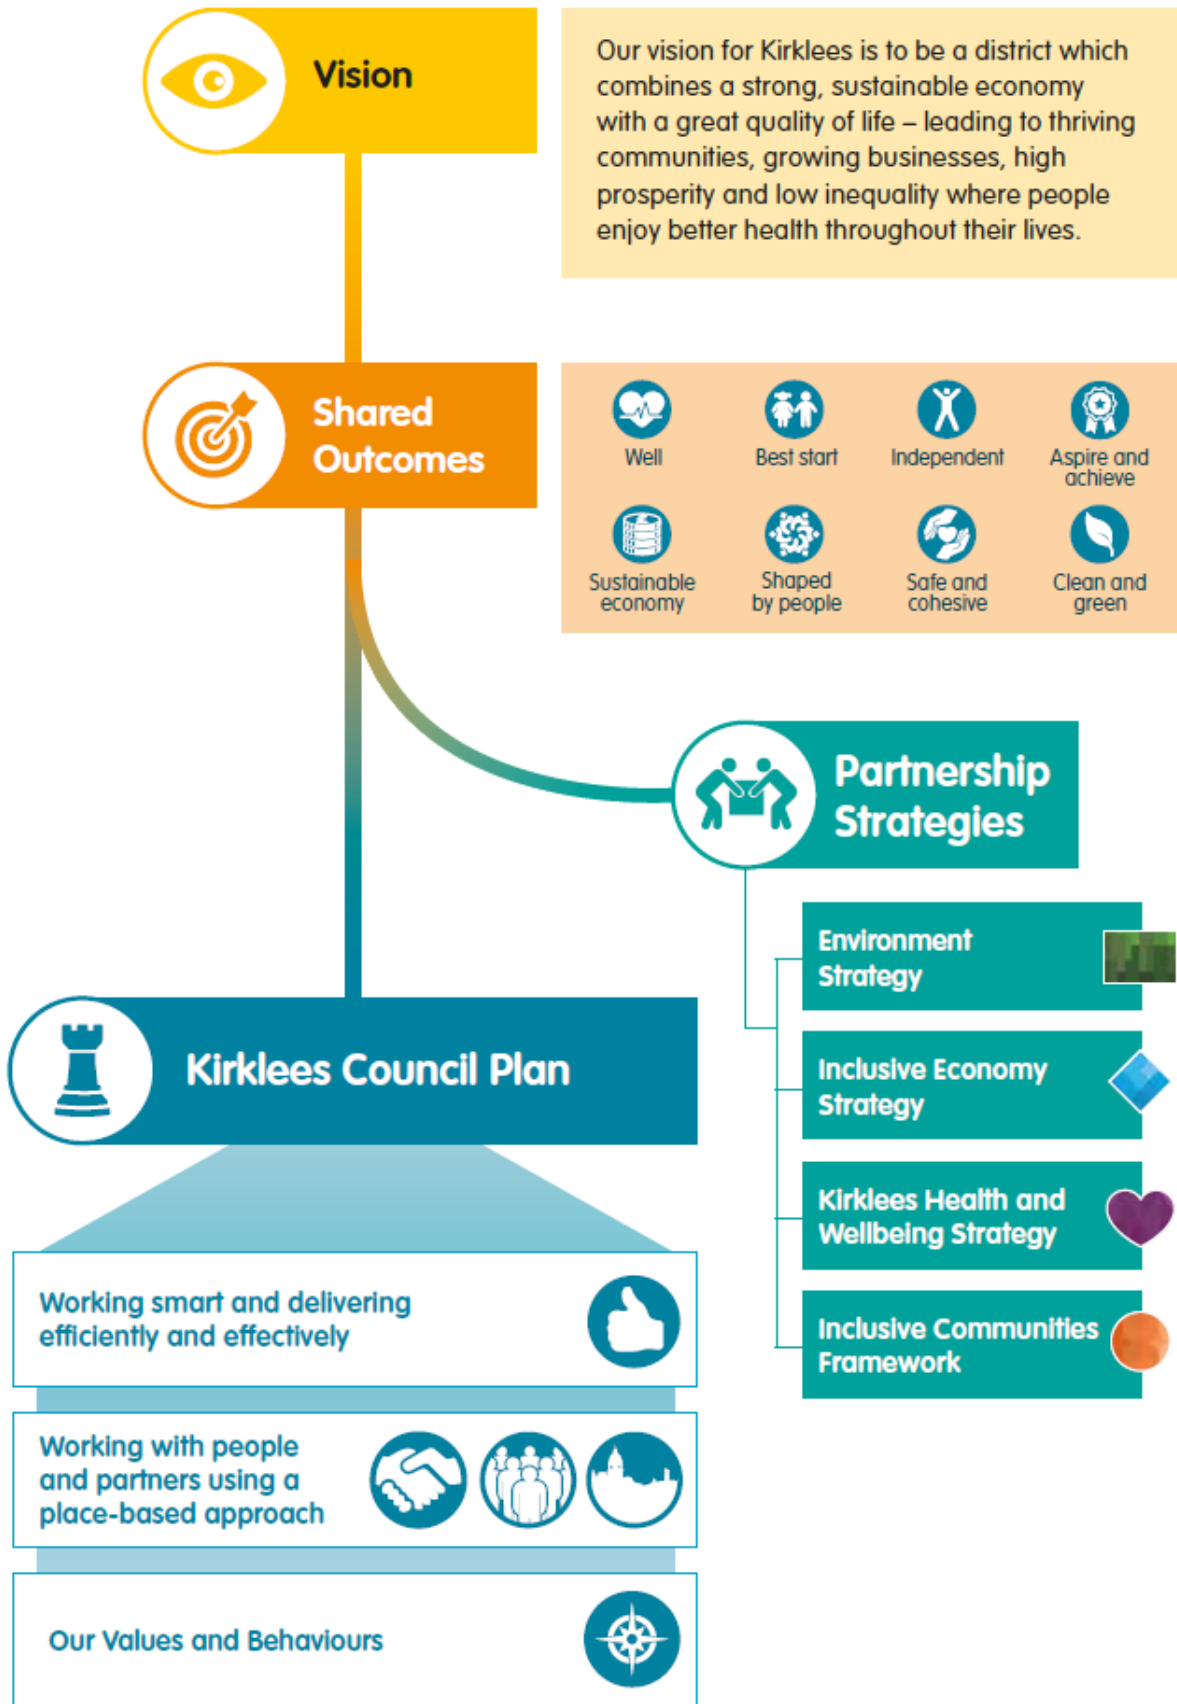 Vision
Our vision for Kirklees is to be a district which
combines a strong, sustainable economy
with a great quality of life – leading to thriving
communities, growing businesses, high
prosperity and low inequality where people
enjoy better health throughout their lives.
Shared
Outcomes
Well
Best start
Independent
Aspire and
achieve
Sustainable
economy
Shaped
by people
Safe and
cohesive
Clean and
green
Partnership
Strategies
Environment
Strategy
Inclusive Economy
Strategy
Kirklees Health and
Wellbeing Strategy
Inclusive Communities
Framework
Kirklees Council Plan
Working smart and delivering
efficiently and effectively
Working with people
and partners using a
place-based approach
Our Values and Behaviours